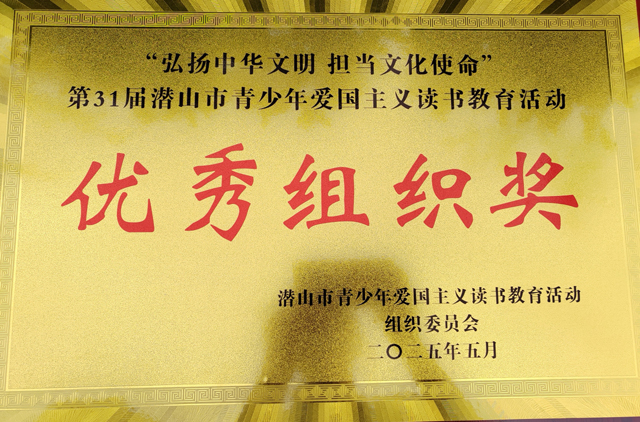 “弘扬中华文明 担当文化使命”
第31届潜山市青少年爱国主义读书教育活动
优秀组织奖
潜山市青少年爱国主义读书教育活动
组织委员会
二〇二五年五月